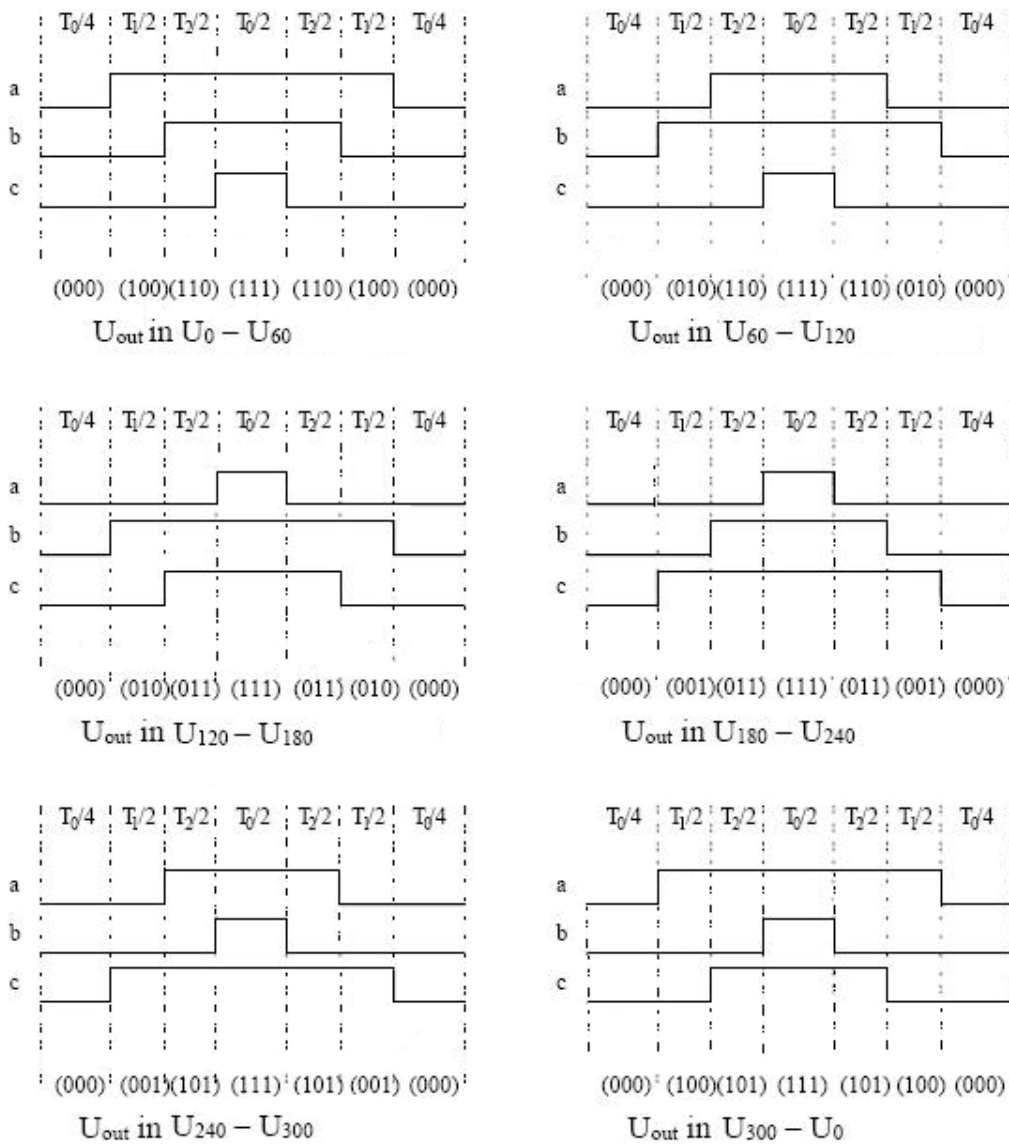 T₀/4 T₁/2 T₂/2 T₀/2 T₂/2 T₁/2 T₀/4
a
b
c
(000) (100)(110) (111) (110) (100) (000)
Uout in U0 – U60
T₀/4 T₁/2 T₂/2 T₀/2 T₂/2 T₁/2 T₀/4
a
b
c
(000) (010)(110) (111) (110) (010) (000)
Uout in U60 – U120
T₀/4 T₁/2 T₂/2 T₀/2 T₂/2 T₁/2 T₀/4
a
b
c
(000) (010)(011) (111) (011) (010) (000)
Uout in U120 – U180
T₀/4 T₁/2 T₂/2 T₀/2 T₂/2 T₁/2 T₀/4
a
b
c
(000) (001)(011) (111) (011) (001) (000)
Uout in U180 – U240
T₀/4 T₁/2 T₂/2 T₀/2 T₂/2 T₁/2 T₀/4
a
b
c
(000) (001)(101) (111) (101) (001) (000)
Uout in U240 – U300
T₀/4 T₁/2 T₂/2 T₀/2 T₂/2 T₁/2 T₀/4
a
b
c
(000) (100)(101) (111) (101) (100) (000)
Uout in U300 – U0